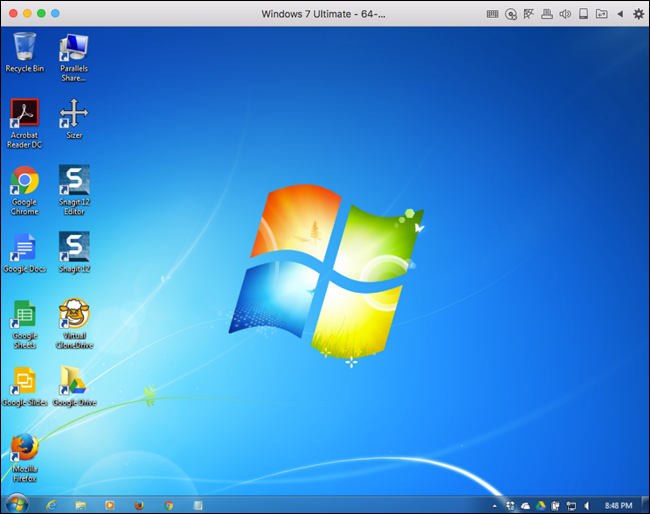 Windows 7 Ultimate - 64-...
Recycle Bin
Parallels
Share...
Acrobat
Reader DC
Sizer
Google
Chrome
Snagit 12
Editor
Google Docs
Snagit 12
Google
Sheets
Virtual
CloneDrive
Google Slides
Google Drive
Mozilla
Firefox
8:48 PM